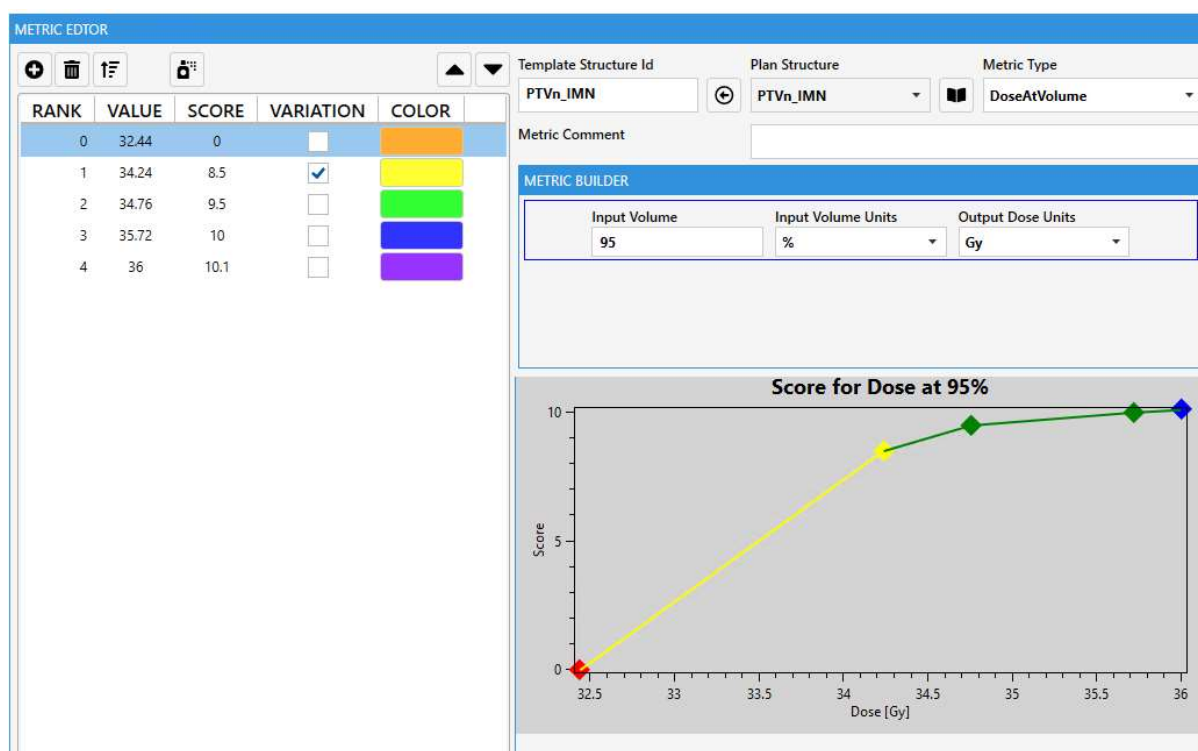 METRIC EDTOR
Template Structure Id Plan Structure Metric Type
PTVn_IMN PTVn_IMN DoseAtVolume
Metric Comment
RANK VALUE SCORE VARIATION COLOR
0 32.44 0
1 34.24 8.5
2 34.76 9.5
3 35.72 10
4 36 10.1
METRIC BUILDER
Input Volume Input Volume Units Output Dose Units
95 % Gy
Score for Dose at 95%
10
5
0
Score
32.5 33 33.5 34 34.5 35 35.5 36
Dose [Gy]